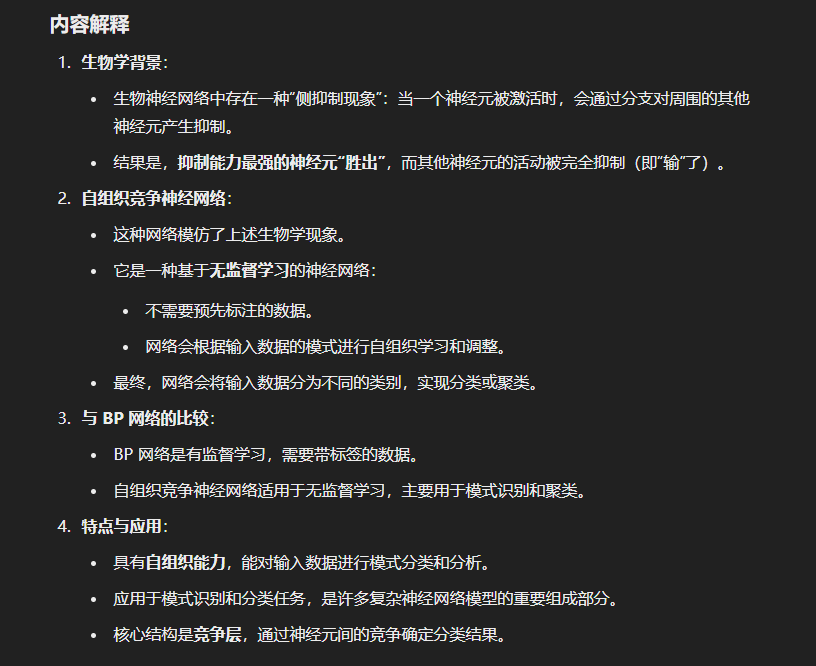 内容解释
1. 生物学背景：
• 生物神经网络中存在一种“侧抑制现象”：当一个神经元被激活时，会通过分支对周围的其他
神经元产生抑制。
• 结果是，抑制能力最强的神经元“胜出”，而其他神经元的活动被完全抑制（即“输”了）。
2. 自组织竞争神经网络：
• 这种网络模仿了上述生物学现象。
• 它是一种基于无监督学习的神经网络：
• 不需要预先标注的数据。
• 网络会根据输入数据的模式进行自组织学习和调整。
• 最终，网络会将输入数据分为不同的类别，实现分类或聚类。
3. 与 BP 网络的比较：
• BP 网络是有监督学习，需要带标签的数据。
• 自组织竞争神经网络适用于无监督学习，主要用于模式识别和聚类。
4. 特点与应用：
• 具有自组织能力，能对输入数据进行模式分类和分析。
• 应用于模式识别和分类任务，是许多复杂神经网络模型的重要组成部分。
• 核心结构是竞争层，通过神经元间的竞争确定分类结果。